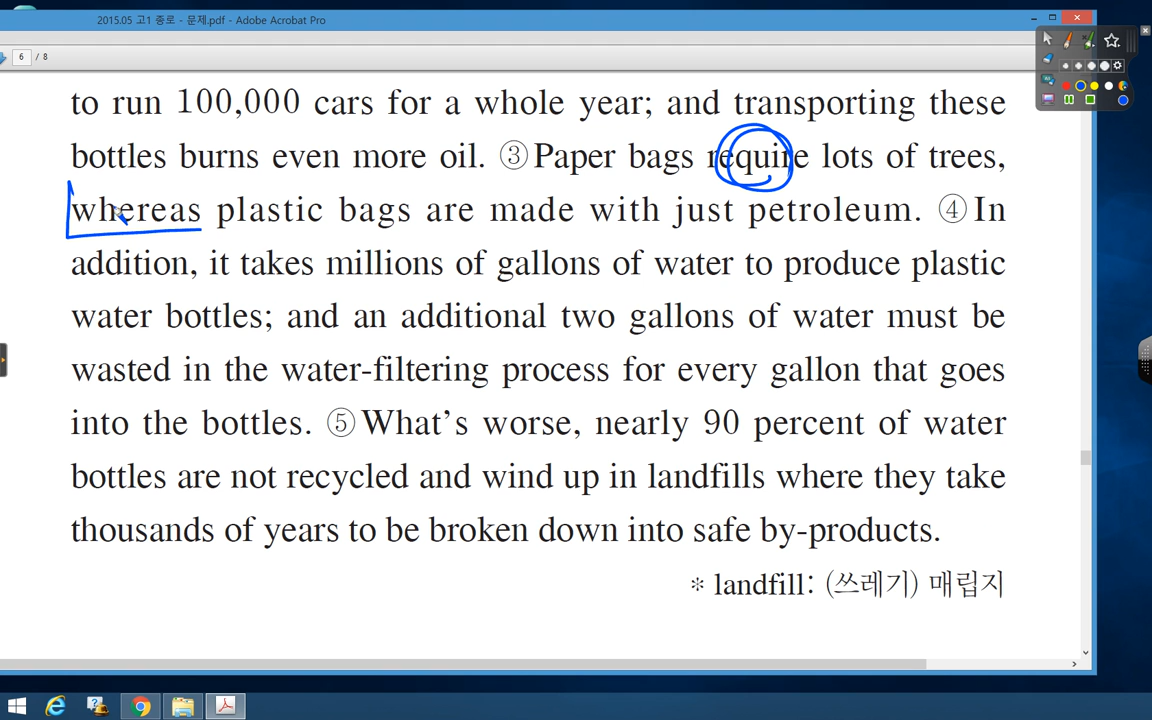 2015.05 고1 종로 - 문제.pdf - Adobe Acrobat Pro
6 / 8
to run 100,000 cars for a whole year; and transporting these
bottles burns even more oil. ③ Paper bags require lots of trees,
whereas plastic bags are made with just petroleum. ④ In
addition, it takes millions of gallons of water to produce plastic
water bottles; and an additional two gallons of water must be
wasted in the water-filtering process for every gallon that goes
into the bottles. ⑤ What's worse, nearly 90 percent of water
bottles are not recycled and wind up in landfills where they take
thousands of years to be broken down into safe by-products.
* landfill: (쓰레기) 매립지